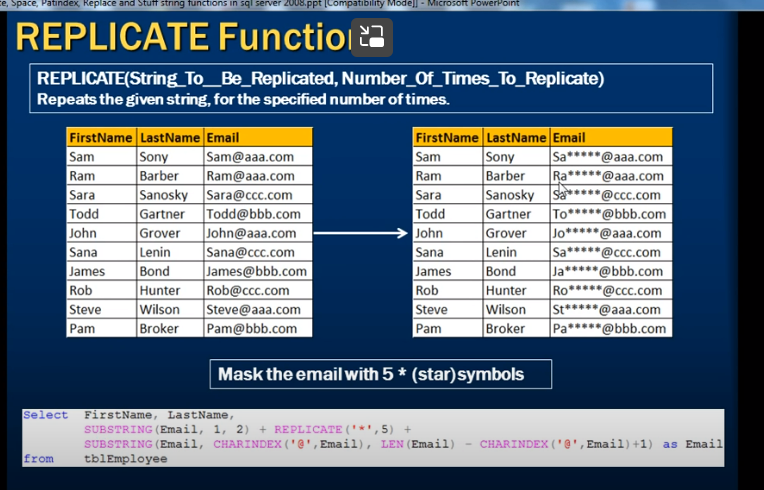 e, Space, Patindex, Replace and Stuff string functions in sql server 2008.ppt [Compatibility Mode] - Microsoft PowerPoint
REPLICATE Function
REPLICATE(String_To__Be_Replicated, Number_Of_Times_To_Replicate)
Repeats the given string, for the specified number of times.
FirstName LastName Email
Sam Sony Sam@aaa.com
Ram Barber Ram@aaa.com
Sara Sanosky Sara@ccc.com
Todd Gartner Todd@bbb.com
John Grover John@aaa.com
Sana Lenin Sana@ccc.com
James Bond James@bbb.com
Rob Hunter Rob@ccc.com
Steve Wilson Steve@aaa.com
Pam Broker Pam@bbb.com
FirstName LastName Email
Sam Sony Sa*****@aaa.com
Ram Barber Ra*****@aaa.com
Sara Sanosky Sa*****@ccc.com
Todd Gartner To*****@bbb.com
John Grover Jo*****@aaa.com
Sana Lenin Sa*****@ccc.com
James Bond Ja*****@bbb.com
Rob Hunter Ro*****@ccc.com
Steve Wilson St*****@aaa.com
Pam Broker Pa*****@bbb.com
Mask the email with 5 * (star) symbols
Select FirstName, LastName,
SUBSTRING(Email, 1, 2) + REPLICATE('*',5) +
SUBSTRING(Email, CHARINDEX('@',Email), LEN(Email) - CHARINDEX('@',Email)+1) as Email
from tblEmployee